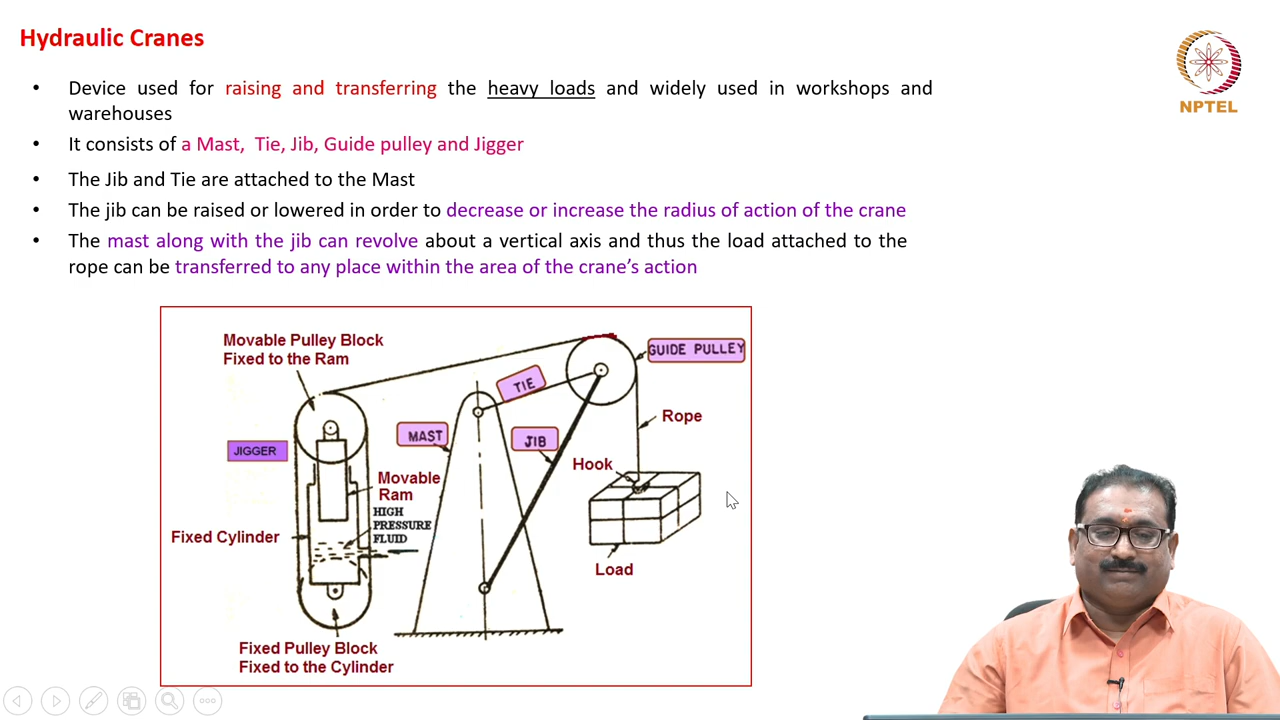 Hydraulic Cranes
NPTEL
• Device used for raising and transferring the heavy loads and widely used in workshops and
warehouses
• It consists of a Mast, Tie, Jib, Guide pulley and Jigger
• The Jib and Tie are attached to the Mast
• The jib can be raised or lowered in order to decrease or increase the radius of action of the crane
• The mast along with the jib can revolve about a vertical axis and thus the load attached to the
rope can be transferred to any place within the area of the crane's action
Movable Pulley Block
Fixed to the Ram
GUIDE PULLEY
TIE
Rope
MAST
JIB
JIGGER
Hook
Movable
Ram
HIGH
PRESSURE
FLUID
Fixed Cylinder
Load
Fixed Pulley Block
Fixed to the Cylinder